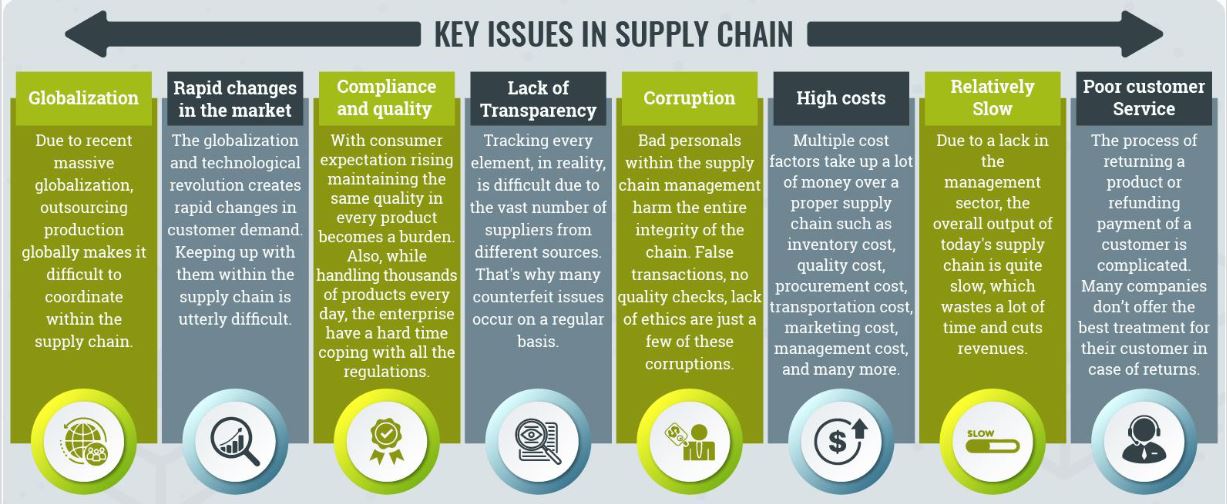 KEY ISSUES IN SUPPLY CHAIN
Globalization
Due to recent
massive
globalization,
outsourcing
production
globally makes it
difficult to
coordinate
within the
supply chain.
Rapid changes
in the market
The globalization
and technological
revolution creates
rapid changes in
customer demand.
Keeping up with
them within the
supply chain is
utterly difficult.
Compliance
and quality
With consumer
expectation rising
maintaining the
same quality in
every product
becomes a burden.
Also, while
handling thousands
of products every
day, the enterprise
have a hard time
coping with all the
regulations.
Lack of
Transparency
Tracking every
element, in reality,
is difficult due to
the vast number of
suppliers from
different sources.
That's why many
counterfeit issues
occur on a regular
basis.
Corruption
Bad personals
within the supply
chain management
harm the entire
integrity of the
chain. False
transactions, no
quality checks, lack
of ethics are just a
few of these
corruptions.
High costs
Multiple cost
factors take up a lot
of money over a
proper supply
chain such as
inventory cost,
quality cost,
procurement cost,
transportation cost,
marketing cost,
management cost,
and many more.
Relatively
Slow
Due to a lack in
the
management
sector, the
overall output of
today's supply
chain is quite
slow, which
wastes a lot of
time and cuts
revenues.
SLOW
Poor customer
Service
The process of
returning a
product or
refunding
payment of a
customer is
complicated.
Many companies
don't offer the
best treatment for
their customer in
case of returns.